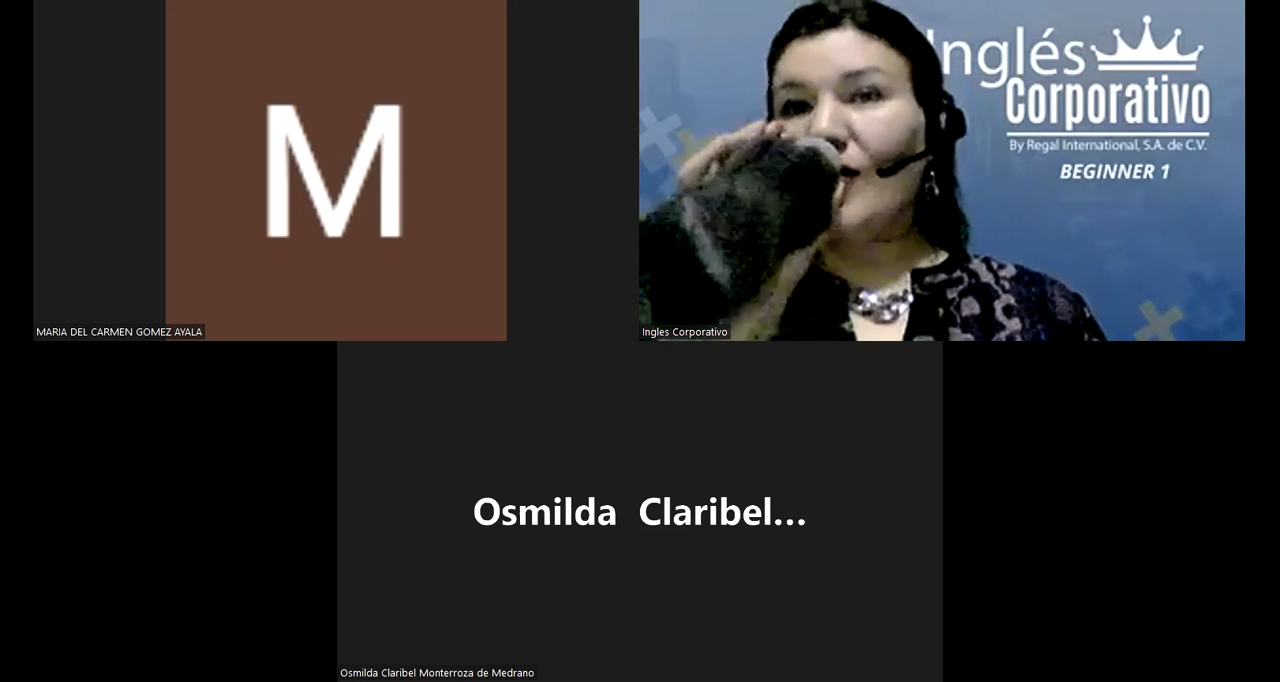 M
MARIA DEL CARMEN GOMEZ AYALA
Inglés
Corporativo
By Regal International, S.A. de C.V.
BEGINNER 1
Ingles Corporativo
Osmilda Claribel...
Osmilda Claribel Monterroza de Medrano